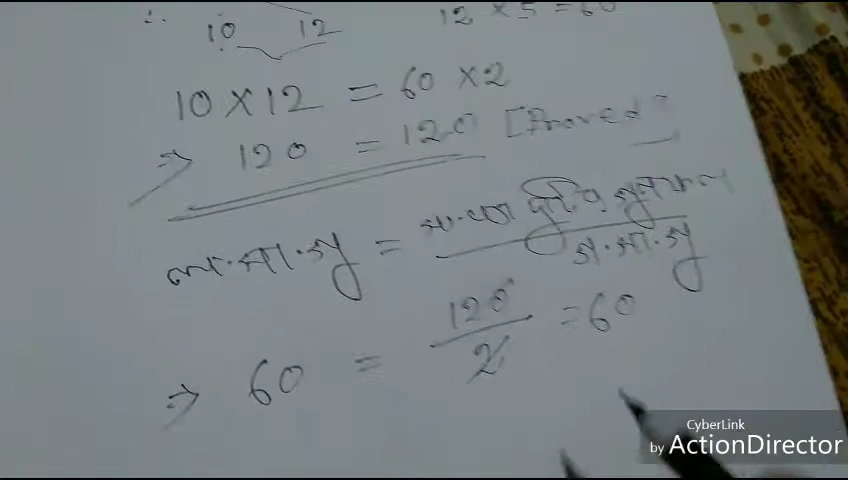 ∴ 10 12 12 × 5 = 60
10 × 12 = 60 × 2
⇒ 120 = 120 [Proved]
ল.সা.গু = সংখ্যা দুটির গুনফল / গ.সা.গু
⇒ 60 = 120 / 2 = 60
CyberLink
by ActionDirector